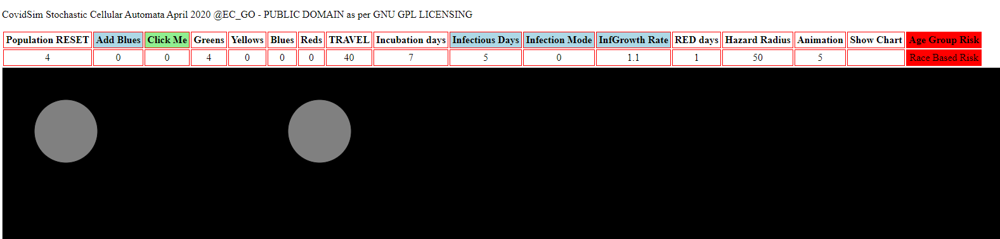 CovidSim Stochastic Cellular Automata April 2020 @EC_GO - PUBLIC DOMAIN as per GNU GPL LICENSING
Population RESET Add Blues Click Me Greens Yellows Blues Reds TRAVEL Incubation days Infectious Days Infection Mode InfGrowth Rate RED days Hazard Radius Animation Show Chart Age Group Risk
4 0 0 4 0 0 0 40 7 5 0 1.1 1 50 5 Race Based Risk